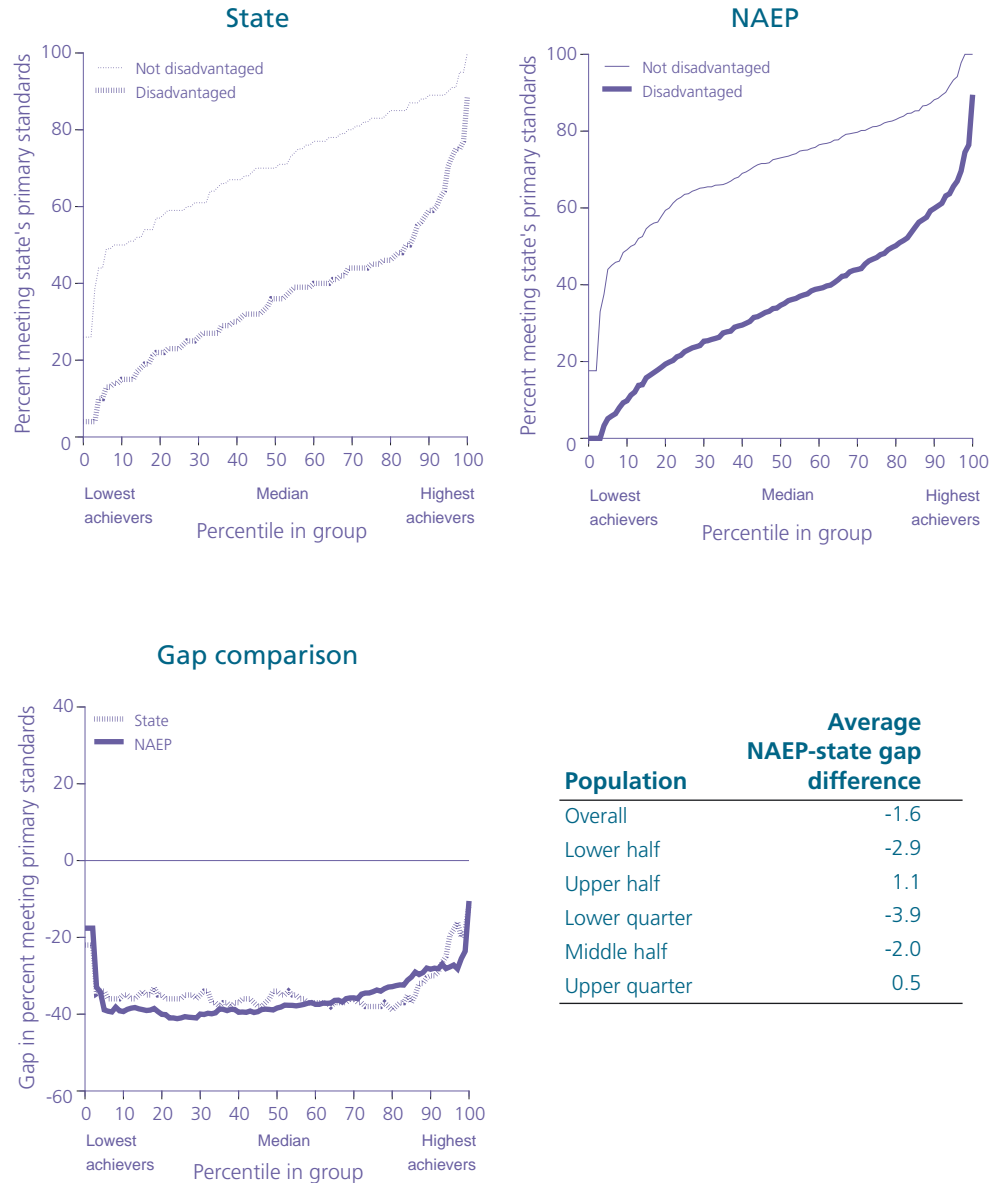 State
Percent meeting state's primary standards
100
80
60
40
20
0
Not disadvantaged
Disadvantaged
0 10 20 30 40 50 60 70 80 90 100
Lowest achievers
Median
Highest achievers
Percentile in group
NAEP
Percent meeting state's primary standards
100
80
60
40
20
0
Not disadvantaged
Disadvantaged
0 10 20 30 40 50 60 70 80 90 100
Lowest achievers
Median
Highest achievers
Percentile in group
Gap comparison
Gap in percent meeting primary standards
40
20
0
-20
-40
-60
State
NAEP
0 10 20 30 40 50 60 70 80 90 100
Lowest achievers
Median
Highest achievers
Percentile in group
Average
NAEP-state gap
Population difference
Overall -1.6
Lower half -2.9
Upper half 1.1
Lower quarter -3.9
Middle half -2.0
Upper quarter 0.5